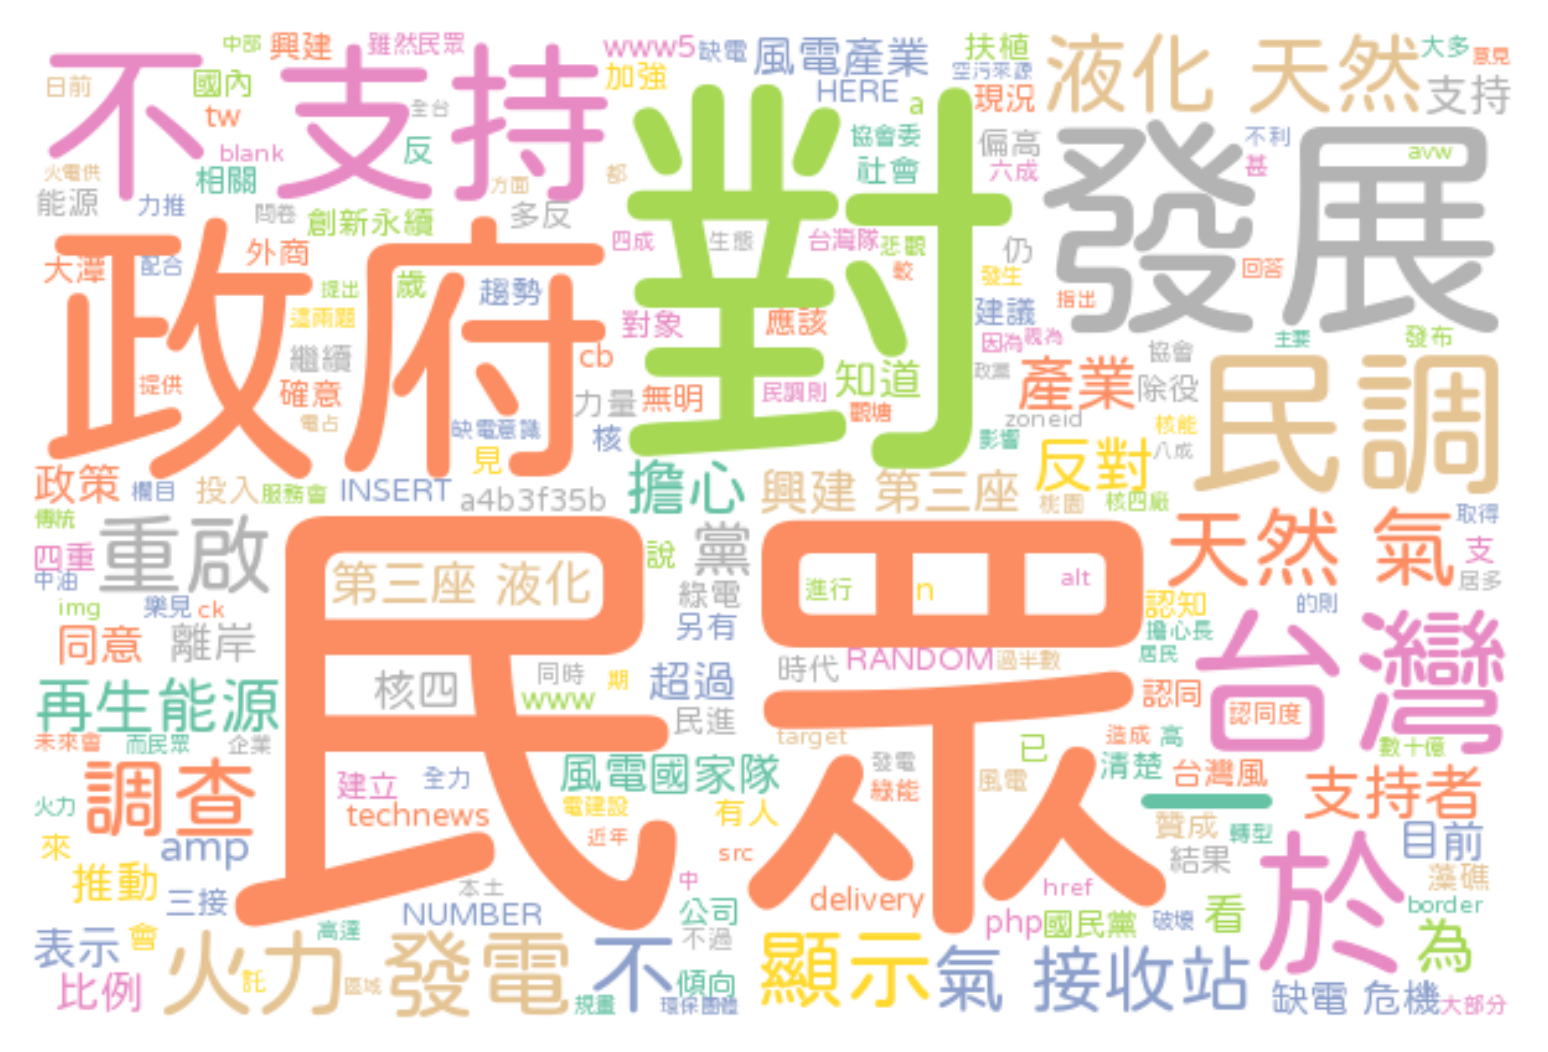 中部 興建 雖然民眾 www5 缺電 風電產業 扶植 液化 天然 大多 意見
日前 不 支持 國內 加強 空污來源 支持
tw 全台 HERE a 現況
blank 反 協會委 偏高 不利 avw
火電供 相關 方面 都 社會 六成 甚
能源 力推 問卷 創新永續 多反 對 發展
四成 生態 台灣隊 悲觀 仍
政府 外商 大潭 配合 較 發生 回答
提出 歲 趨勢 指出
這兩題 對象 應該 建議 因為 視為 主要 發布
繼續 cb 政黨 協會
提供 確意 力量 無明 民調則 知道 產業 除役 民調
電占 缺電意識 核 觀塘 zoneid 核能
見 影響 反對 八成
政策 欄目 投入 服務會 INSERT a4b3f35b 擔心 興建 第三座 桃園 核四廠
傳統 重啟 民眾 黨 天然 氣 取得
四重 第三座 液化 說 支
中油 綠電 進行 n alt 居多
img 樂見 ck 認知 的則
同意 離岸 另有 擔心長 台灣
居民
核四 同時 期 超過 時代 RANDOM 過半數 認同
再生能源 www 民進 認同度
未來會 而民眾 企業 target 造成 高 數十億
調查 建立 全力 風電國家隊 發電 風電 已 清楚 台灣風 支持者
火力 technews 電建設 有人 綠能 一
來 amp 近年 贊成 轉型 目前
推動 src 結果 於
三接 本土 中 delivery href 藻礁
NUMBER 公司 php 國民黨 破壞 看 border
表示 會 高達 不過 為
比例 火力 託 區域 發電 不 傾向 顯示 氣 接收站 缺電 危機
規畫 環保團體 大部分